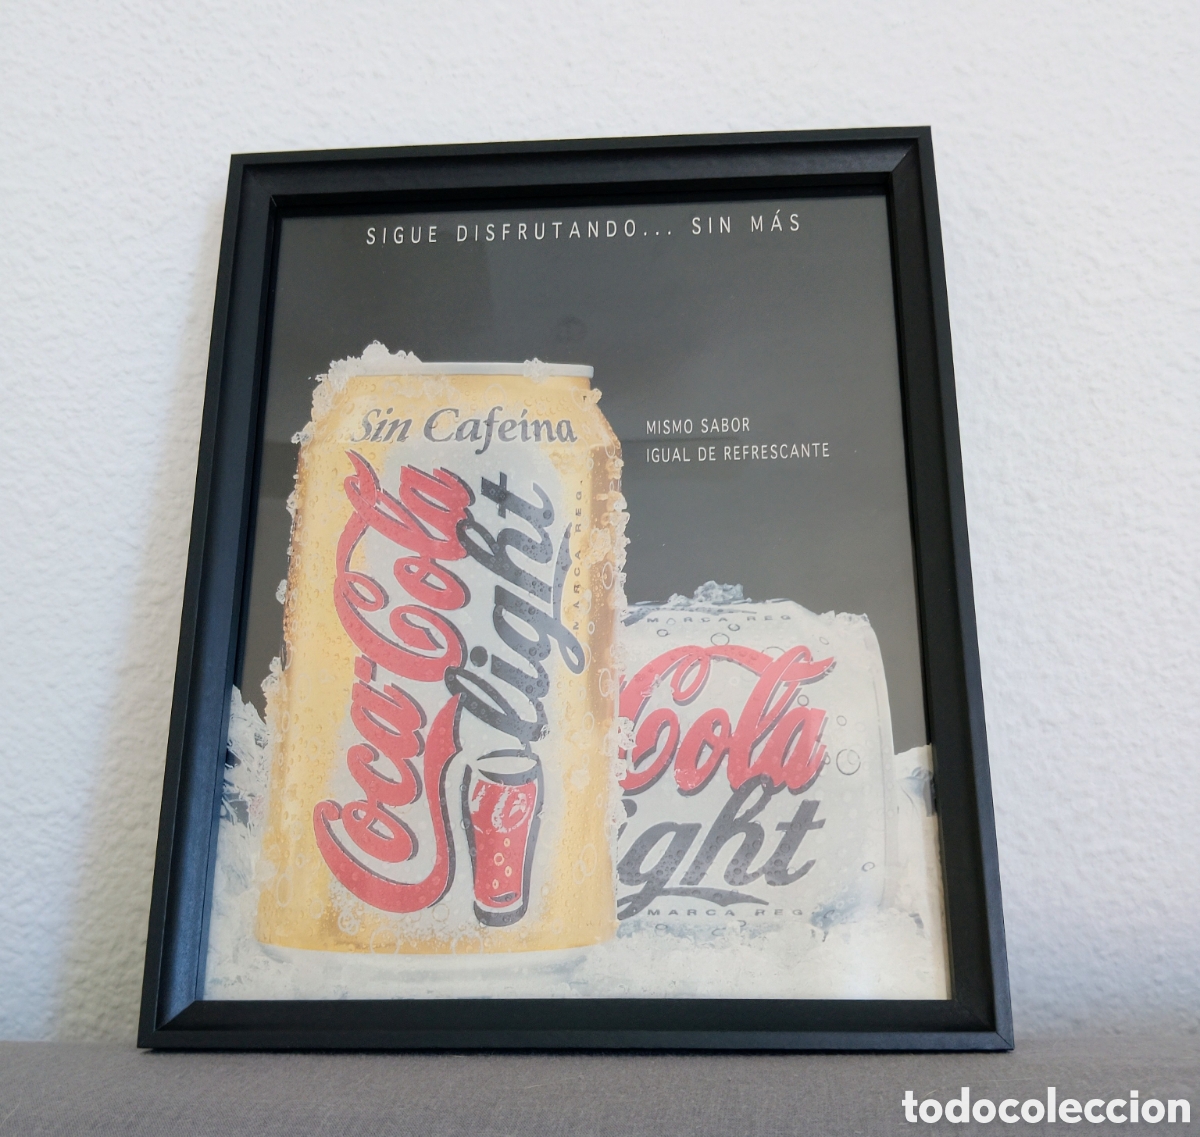 SIGUE DISFRUTANDO... SIN MÁS
Sin Cafeína
Coca-Cola
light
MARCA REG.
MISMO SABOR
IGUAL DE REFRESCANTE
MARCA REG
Cola
ight
MARCA REG
todocoleccion